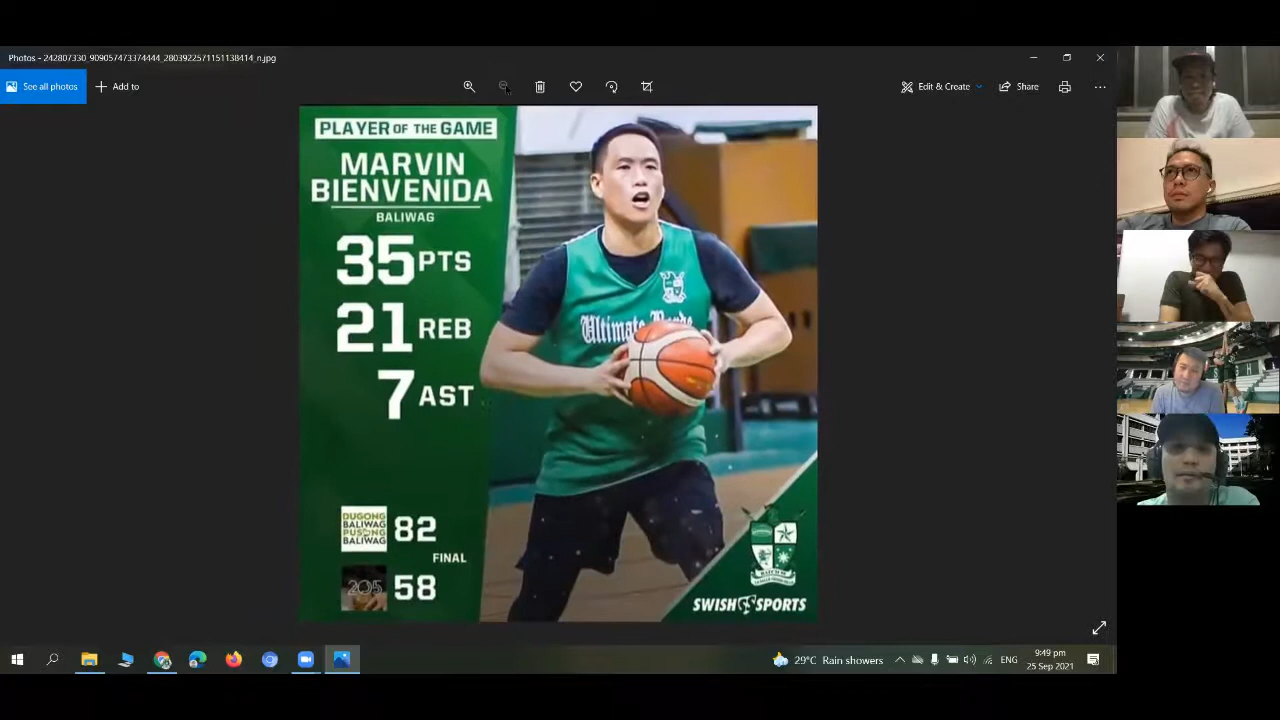 Photos - 242807330_909057473374444_2803922571151138414_n.jpg
See all photos
Add to
Edit & Create
Share
PLAYER OF THE GAME
MARVIN
BIENVENIDA
BALIWAG
35 PTS
21 REB
7 AST
Ultimate
DUGONG
BALIWAG
PUSONG
BALIWAG
82
FINAL
205
58
SWISH SPORTS
29°C Rain showers
ENG
9:49 pm
25 Sep 2021